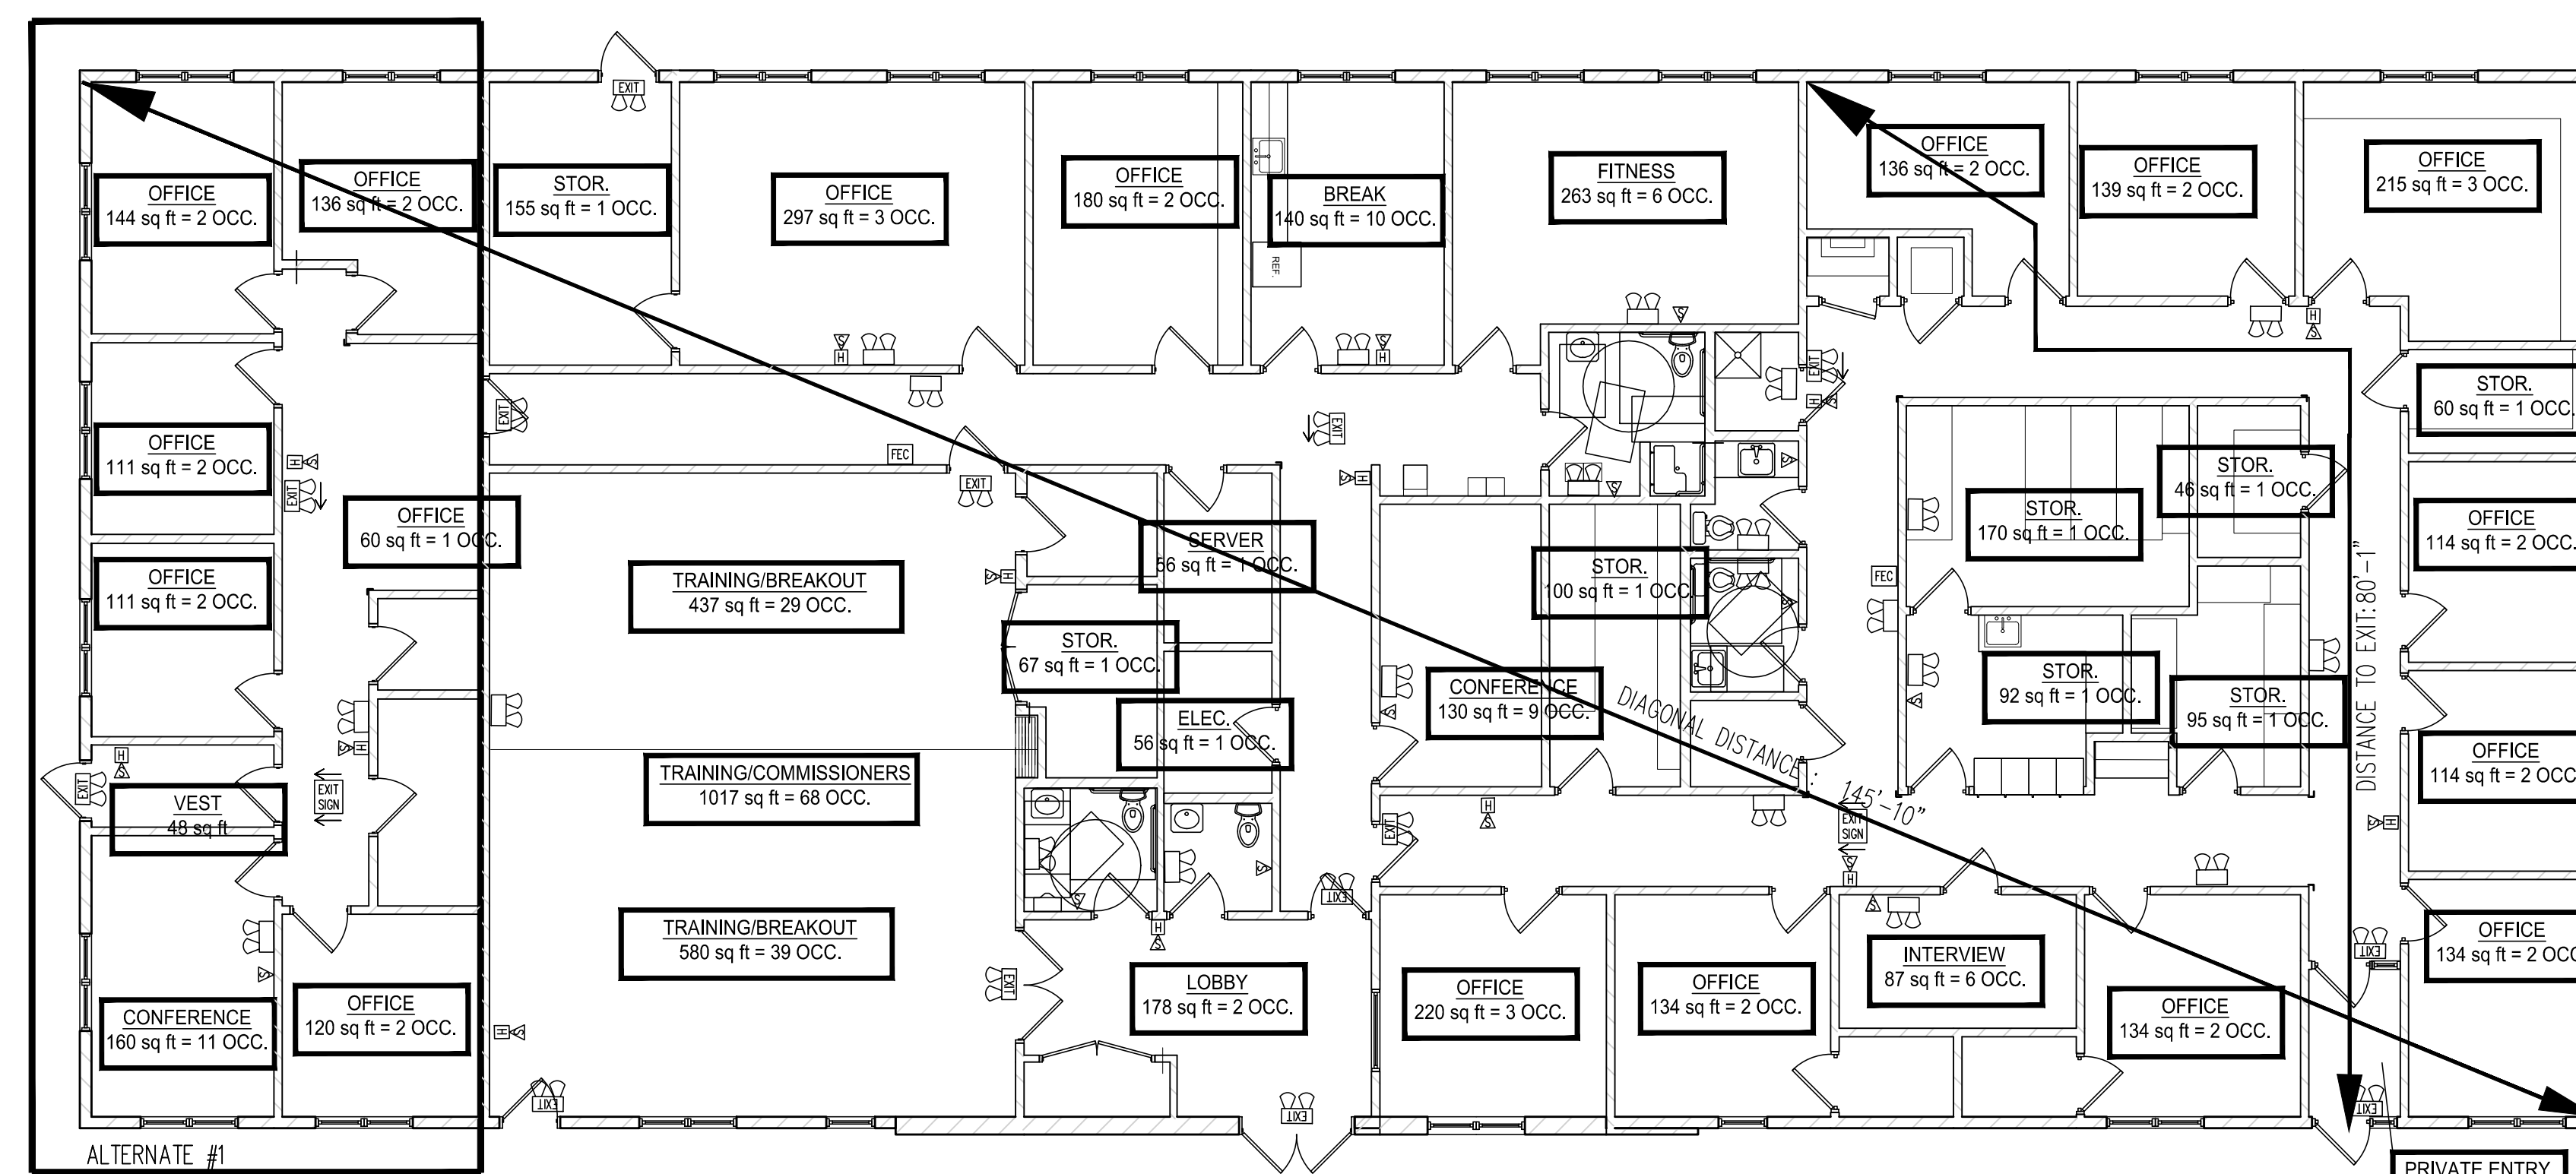 OFFICE
144 sq ft = 2 OCC.
OFFICE
136 sq ft = 2 OCC.
STOR.
155 sq ft = 1 OCC.
EXIT
OFFICE
297 sq ft = 3 OCC.
OFFICE
180 sq ft = 2 OCC.
BREAK
140 sq ft = 10 OCC.
REF.
FITNESS
263 sq ft = 6 OCC.
OFFICE
136 sq ft = 2 OCC.
OFFICE
139 sq ft = 2 OCC.
OFFICE
215 sq ft = 3 OCC.
S
H
S
H
S
H
S
EXIT
H
S
EXIT
EXIT
FEC
EXIT
STOR.
60 sq ft = 1 OCC.
OFFICE
111 sq ft = 2 OCC.
H
S
EXIT
OFFICE
60 sq ft = 1 OCC.
EXIT
SERVER
56 sq ft = 1 OCC.
S
H
S
H
S
S
STOR.
100 sq ft = 1 OCC.
STOR.
170 sq ft = 1 OCC.
STOR.
46 sq ft = 1 OCC.
OFFICE
114 sq ft = 2 OCC.
OFFICE
111 sq ft = 2 OCC.
TRAINING/BREAKOUT
437 sq ft = 29 OCC.
STOR.
67 sq ft = 1 OCC.
FEC
S
DISTANCE TO EXIT:80'-1"
CONFERENCE
130 sq ft = 9 OCC.
S
DIAGONAL DISTANCE: 145'-10"
STOR.
92 sq ft = 1 OCC.
S
STOR.
95 sq ft = 1 OCC.
ELEC.
56 sq ft = 1 OCC.
OFFICE
114 sq ft = 2 OCC.
H
S
S
H
EXIT
VEST
48 sq ft
EXIT
SIGN
TRAINING/COMMISSIONERS
1017 sq ft = 68 OCC.
EXIT
H
S
EXIT
SIGN
S
H
S
H
S
S
H
S
EXIT
TRAINING/BREAKOUT
580 sq ft = 39 OCC.
S
EXIT
LOBBY
178 sq ft = 2 OCC.
OFFICE
220 sq ft = 3 OCC.
OFFICE
134 sq ft = 2 OCC.
S
INTERVIEW
87 sq ft = 6 OCC.
OFFICE
134 sq ft = 2 OCC.
EXIT
OFFICE
134 sq ft = 2 OCC
CONFERENCE
160 sq ft = 11 OCC.
OFFICE
120 sq ft = 2 OCC.
H
S
EXIT
EXIT
EXIT
ALTERNATE #1
PRIVATE ENTRY